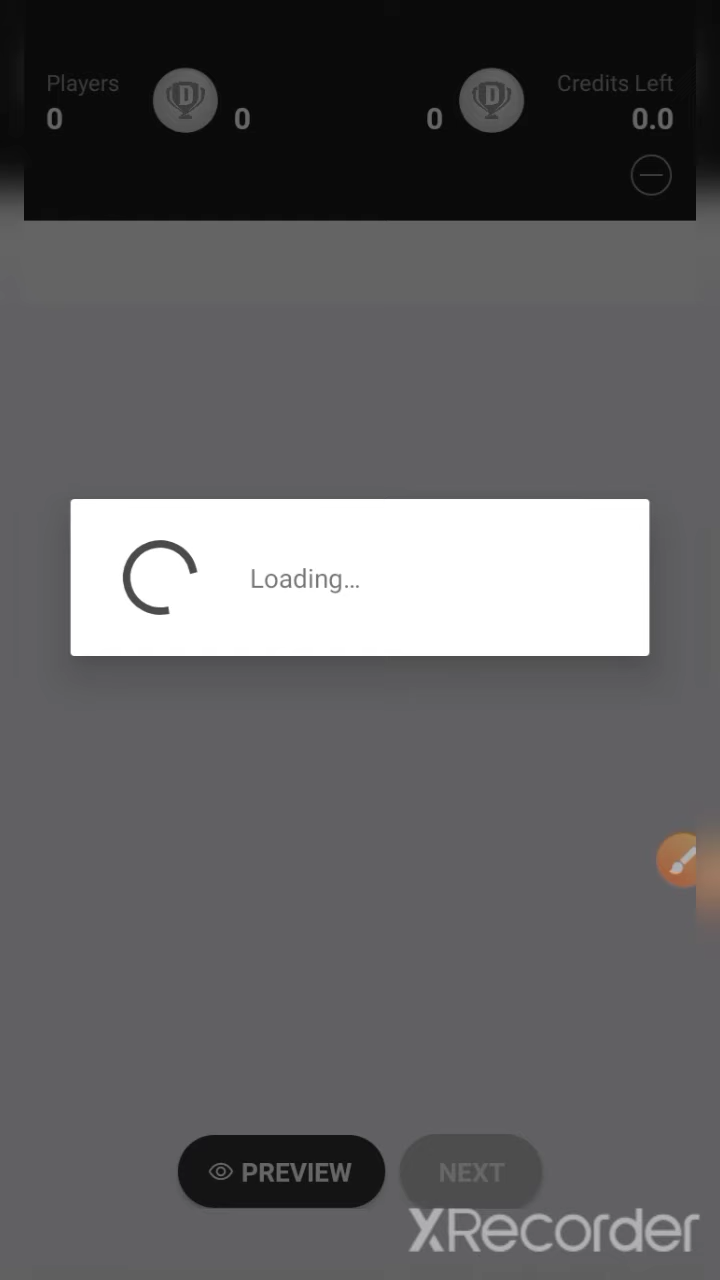 Players
Credits Left
0
D
0
0
D
0.0
Loading...
PREVIEW
NEXT
XRecorder